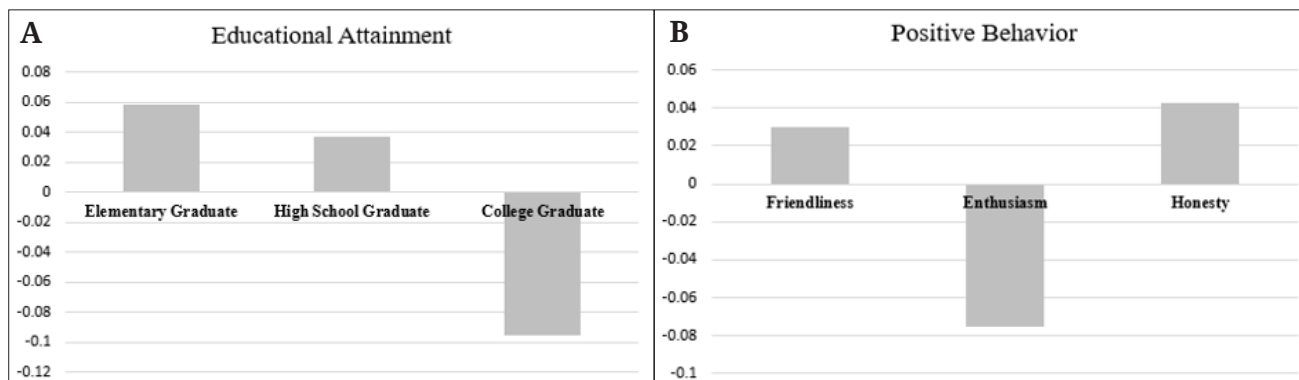 A
Educational Attainment
0.08
0.06
0.04
0.02
0
-0.02
-0.04
-0.06
-0.08
-0.1
-0.12
Elementary Graduate
High School Graduate
College Graduate
B
Positive Behavior
0.06
0.04
0.02
0
-0.02
-0.04
-0.06
-0.08
-0.1
Friendliness
Enthusiasm
Honesty